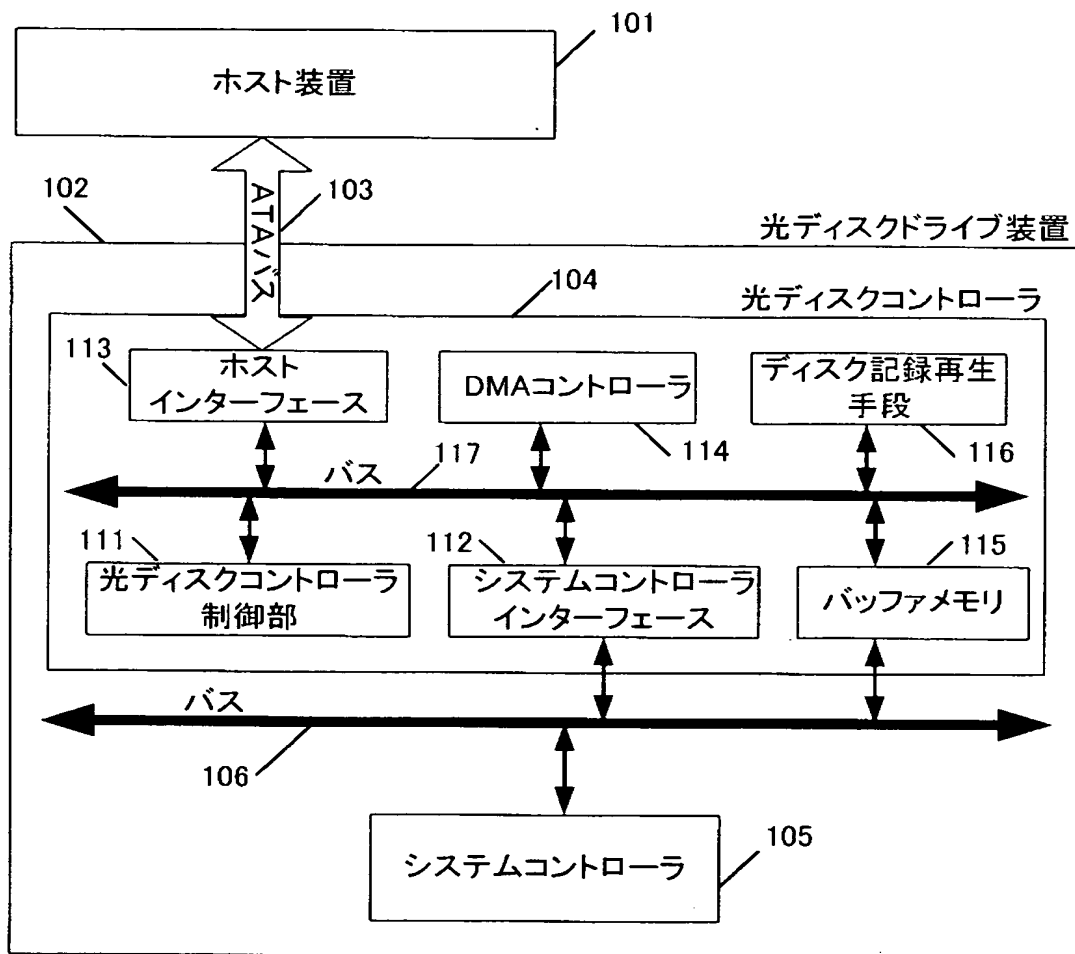 101
ホスト装置
102
ATAバス
103
光ディスクドライブ装置
104
光ディスクコントローラ
113
ホスト
インターフェース
DMAコントローラ
114
ディスク記録再生
手段
116
バス
117
111
光ディスクコントローラ
制御部
112
システムコントローラ
インターフェース
115
バッファメモリ
バス
106
システムコントローラ
105